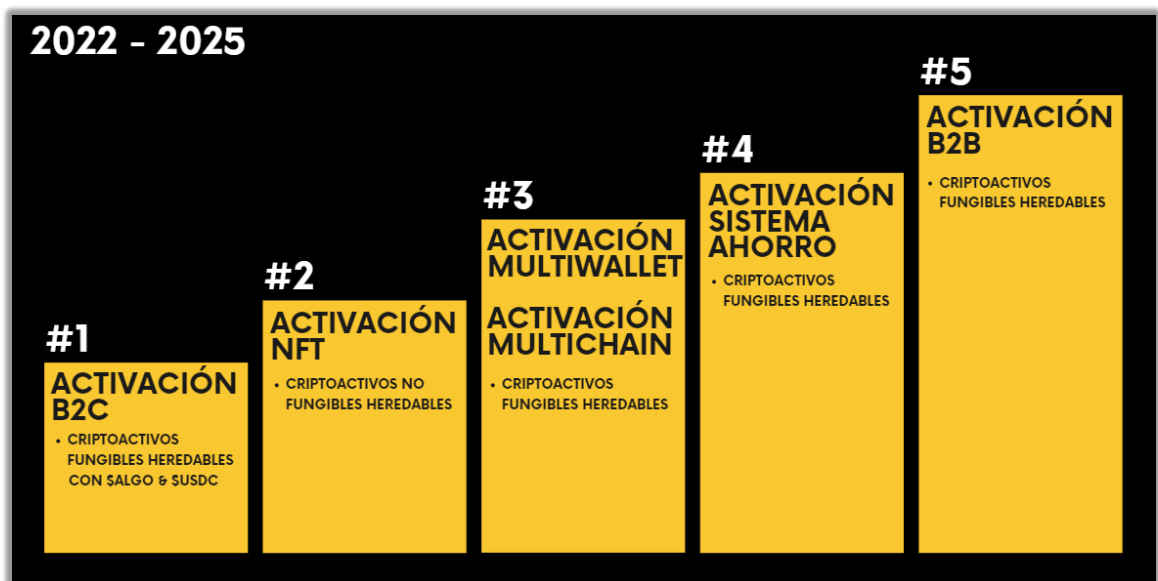 2022 - 2025
#1
ACTIVACIÓN
B2C
• CRIPTOACTIVOS
FUNGIBLES HEREDABLES
CON $ALGO & $USDC
#2
ACTIVACIÓN
NFT
• CRIPTOACTIVOS NO
FUNGIBLES HEREDABLES
#3
ACTIVACIÓN
MULTIWALLET
ACTIVACIÓN
MULTICHAIN
• CRIPTOACTIVOS
FUNGIBLES HEREDABLES
#4
ACTIVACIÓN
SISTEMA
AHORRO
• CRIPTOACTIVOS
FUNGIBLES HEREDABLES
#5
ACTIVACIÓN
B2B
• CRIPTOACTIVOS
FUNGIBLES HEREDABLES